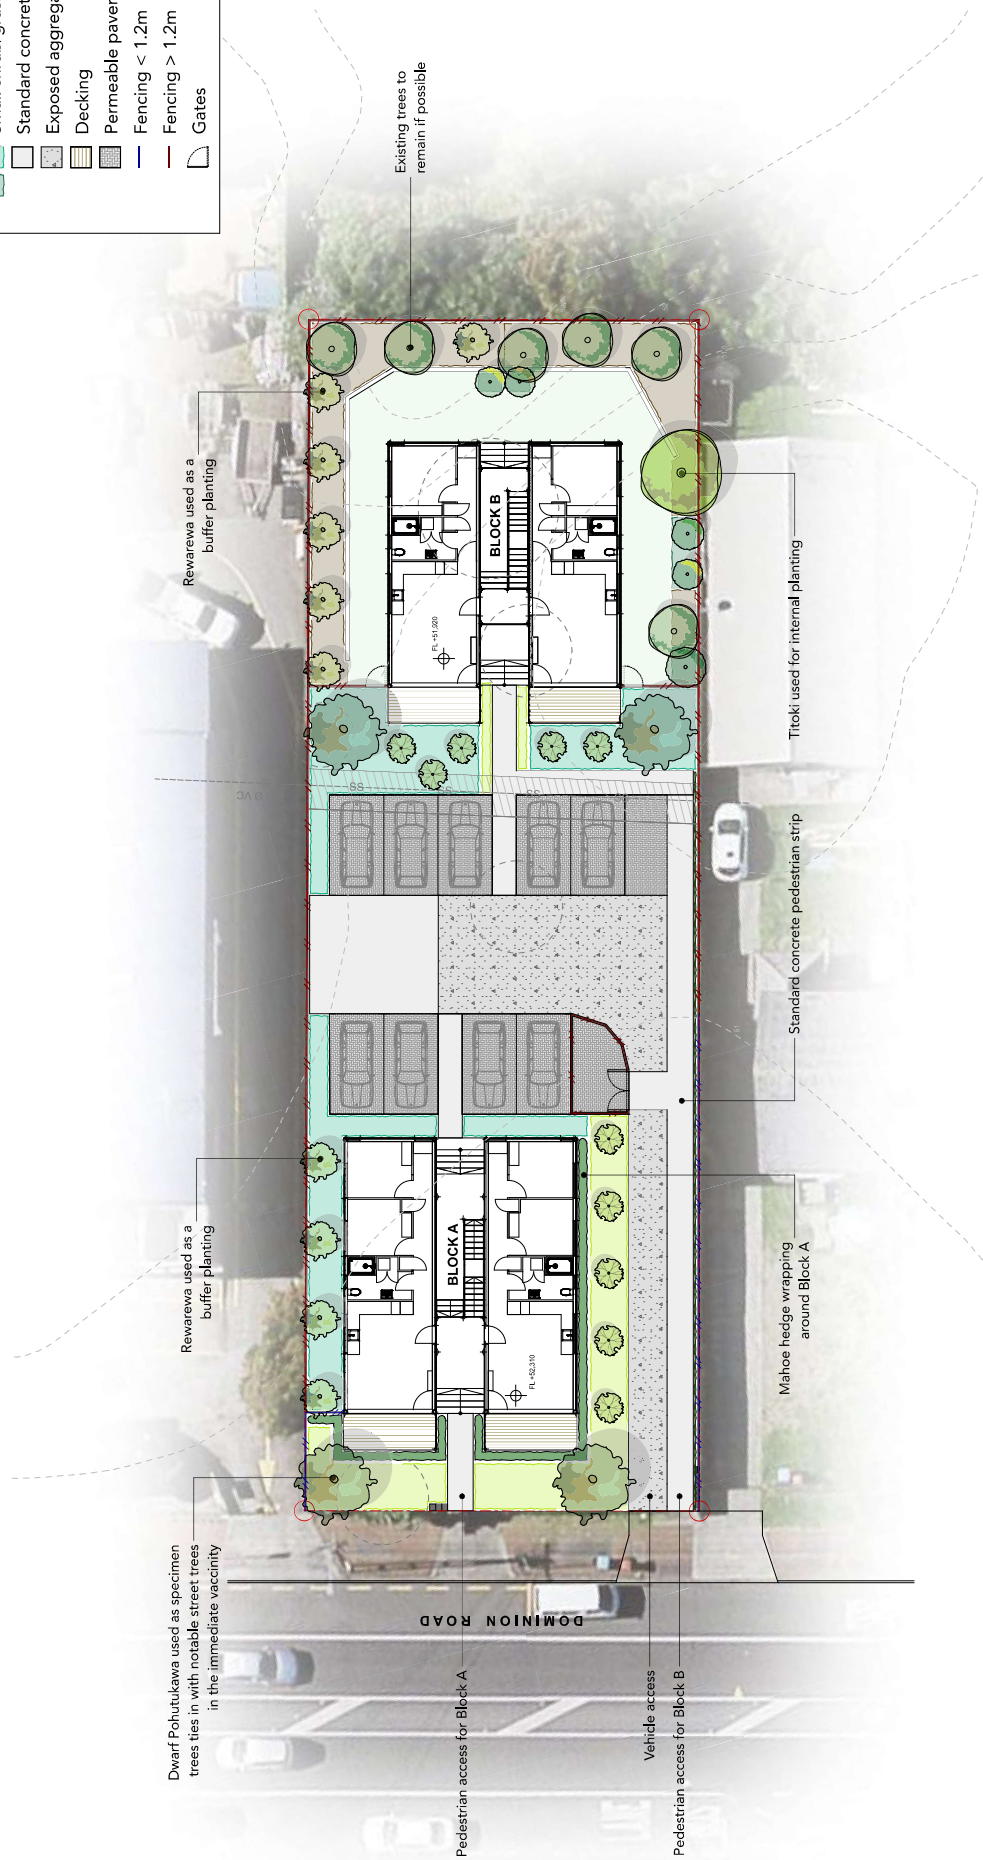 Standard concret
Exposed aggrega
Decking
Permeable paver
Fencing < 1.2m
Fencing > 1.2m
Gates
Existing trees to
remain if possible
Rewarewa used as a
buffer planting
BLOCK B
FL +51,920
Titoki used for internal planting
SS
SS
SS
Standard concrete pedestrian strip
Rewarewa used as a
buffer planting
BLOCK A
FL +52,310
Mahoe hedge wrapping
around Block A
Dwarf Pohutukawa used as specimen
trees ties in with notable street trees
in the immediate vaccinity
DOMINION ROAD
Pedestrian access for Block A
Vehicle access
Pedestrian access for Block B